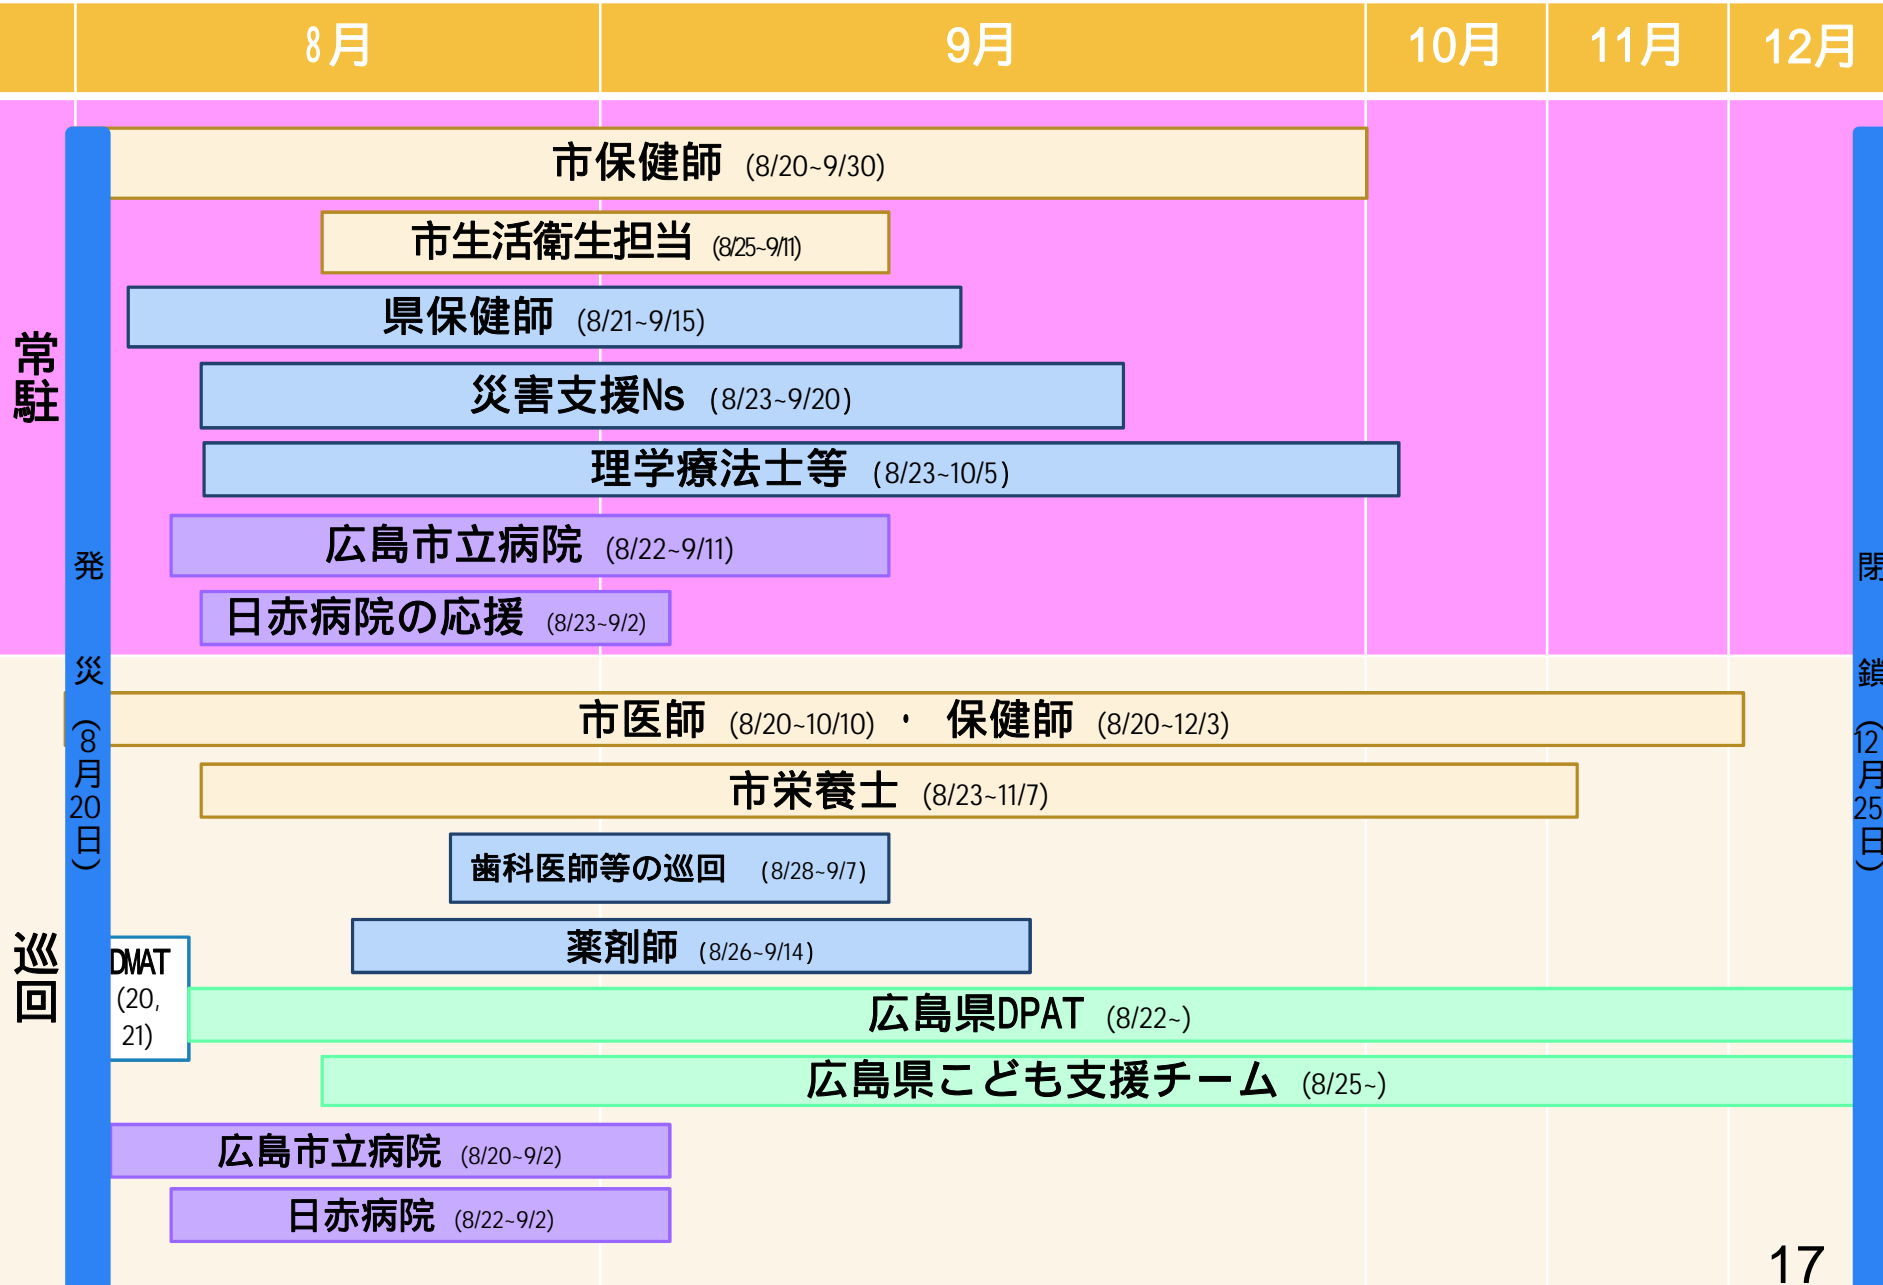 8月 9月 10月 11月 12月
常駐
発災(8月20日)
閉鎖(12月25日)
市保健師 (8/20~9/30)
市生活衛生担当 (8/25~9/11)
県保健師 (8/21~9/15)
災害支援Ns (8/23~9/20)
理学療法士等 (8/23~10/5)
広島市立病院 (8/22~9/11)
日赤病院の応援 (8/23~9/2)
巡回
市医師 (8/20~10/10) ・ 保健師 (8/20~12/3)
市栄養士 (8/23~11/7)
歯科医師等の巡回 (8/28~9/7)
薬剤師 (8/26~9/14)
DMAT
(20,
21)
広島県DPAT (8/22~)
広島県こども支援チーム (8/25~)
広島市立病院 (8/20~9/2)
日赤病院 (8/22~9/2)
17